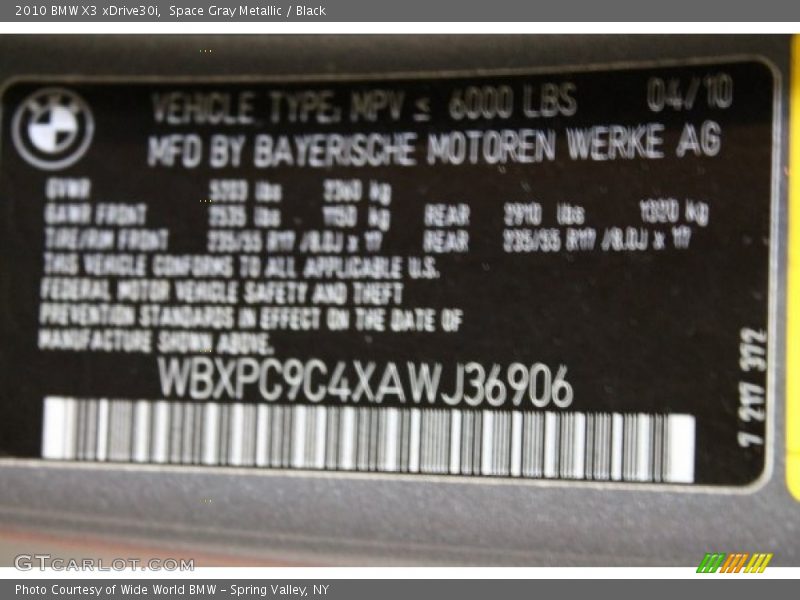 2010 BMW X3 xDrive30i, Space Gray Metallic / Black
VEHICLE TYPE: MPV ≤ 6000 LBS 04/10
MFD BY BAYERISCHE MOTOREN WERKE AG
GVWR lbs kg
GAWR FRONT 2535 lbs 1150 kg REAR 2910 lbs 1320 kg
TIRE/RIM FRONT 235/55 R17 /8.0J x 17 REAR 235/55 R17 /8.0J x 17
THIS VEHICLE CONFORMS TO ALL APPLICABLE U.S.
FEDERAL MOTOR VEHICLE SAFETY AND THEFT
PREVENTION STANDARDS IN EFFECT ON THE DATE OF
MANUFACTURE SHOWN ABOVE.
WBXPC9C4XAWJ36906
7 217 372
GTCARLOT.COM
Photo Courtesy of Wide World BMW – Spring Valley, NY